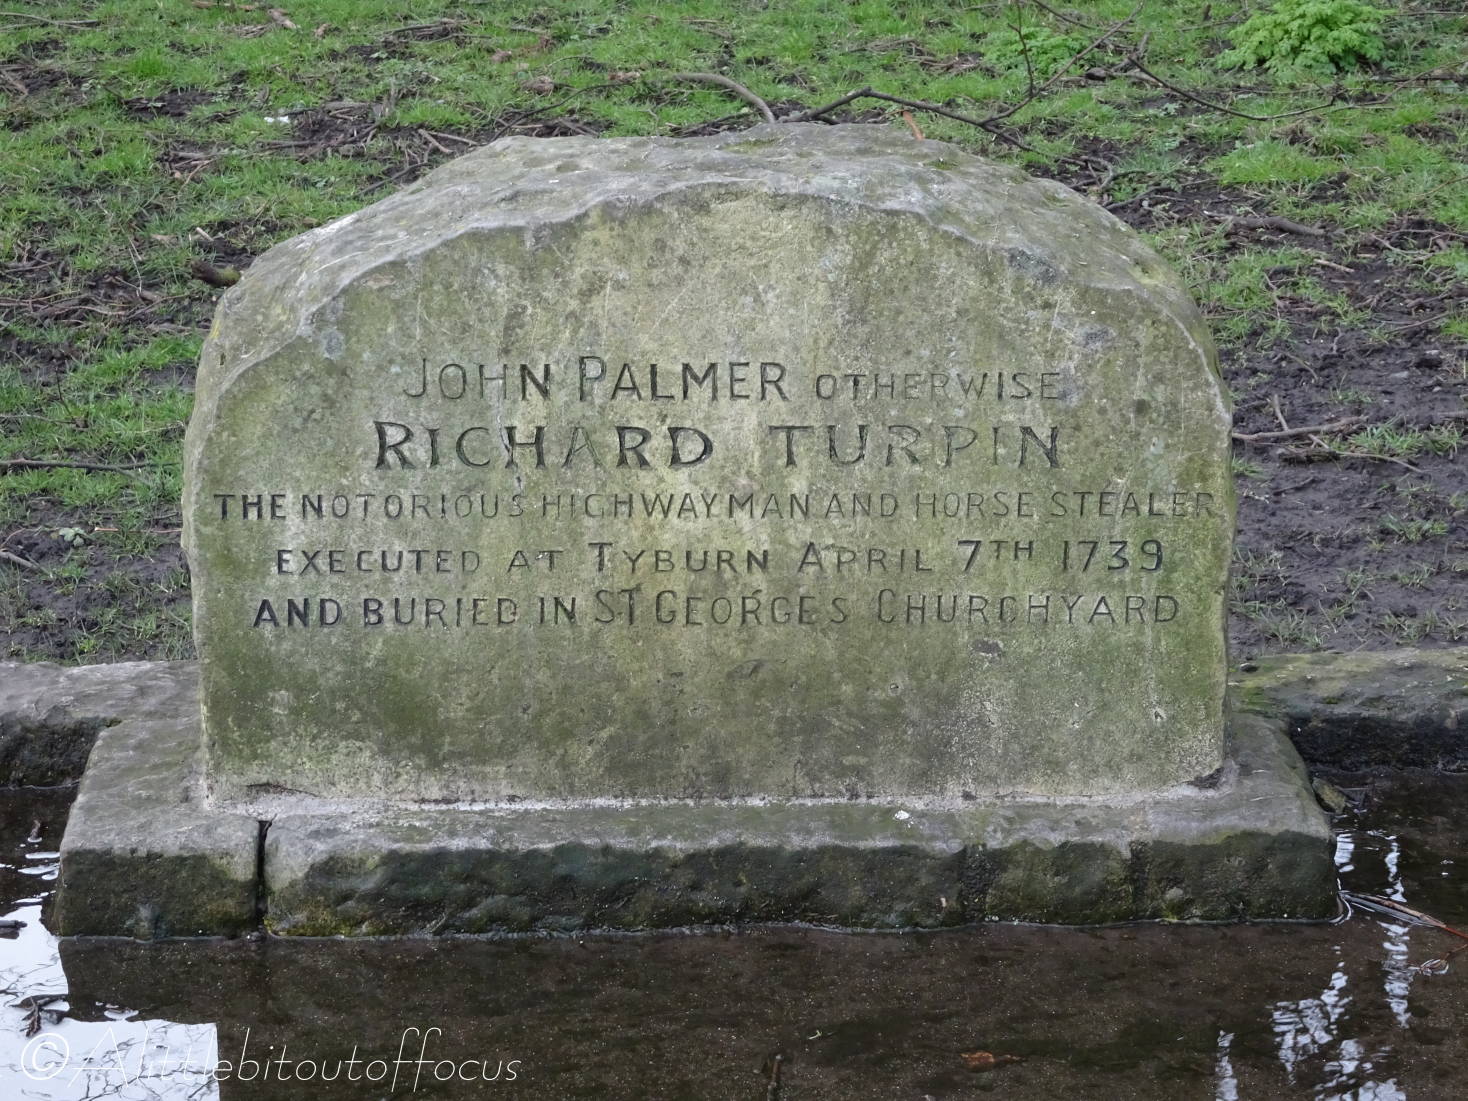 JOHN PALMER OTHERWISE
RICHARD TURPIN
THE NOTORIOUS HIGHWAYMAN AND HORSE STEALER
EXECUTED AT TYBURN APRIL 7TH 1739
AND BURIED IN ST GEORGES CHURCHYARD
© Alittlebitoutoffocus